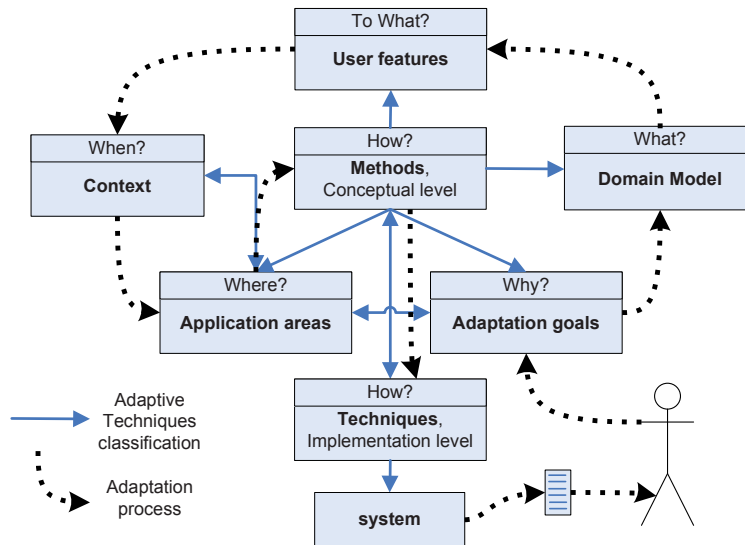 To What?
User features
When?
Context
How?
Methods,
Conceptual level
What?
Domain Model
Where?
Application areas
Why?
Adaptation goals
How?
Techniques,
Implementation level
system
Adaptive
Techniques
classification
Adaptation
process